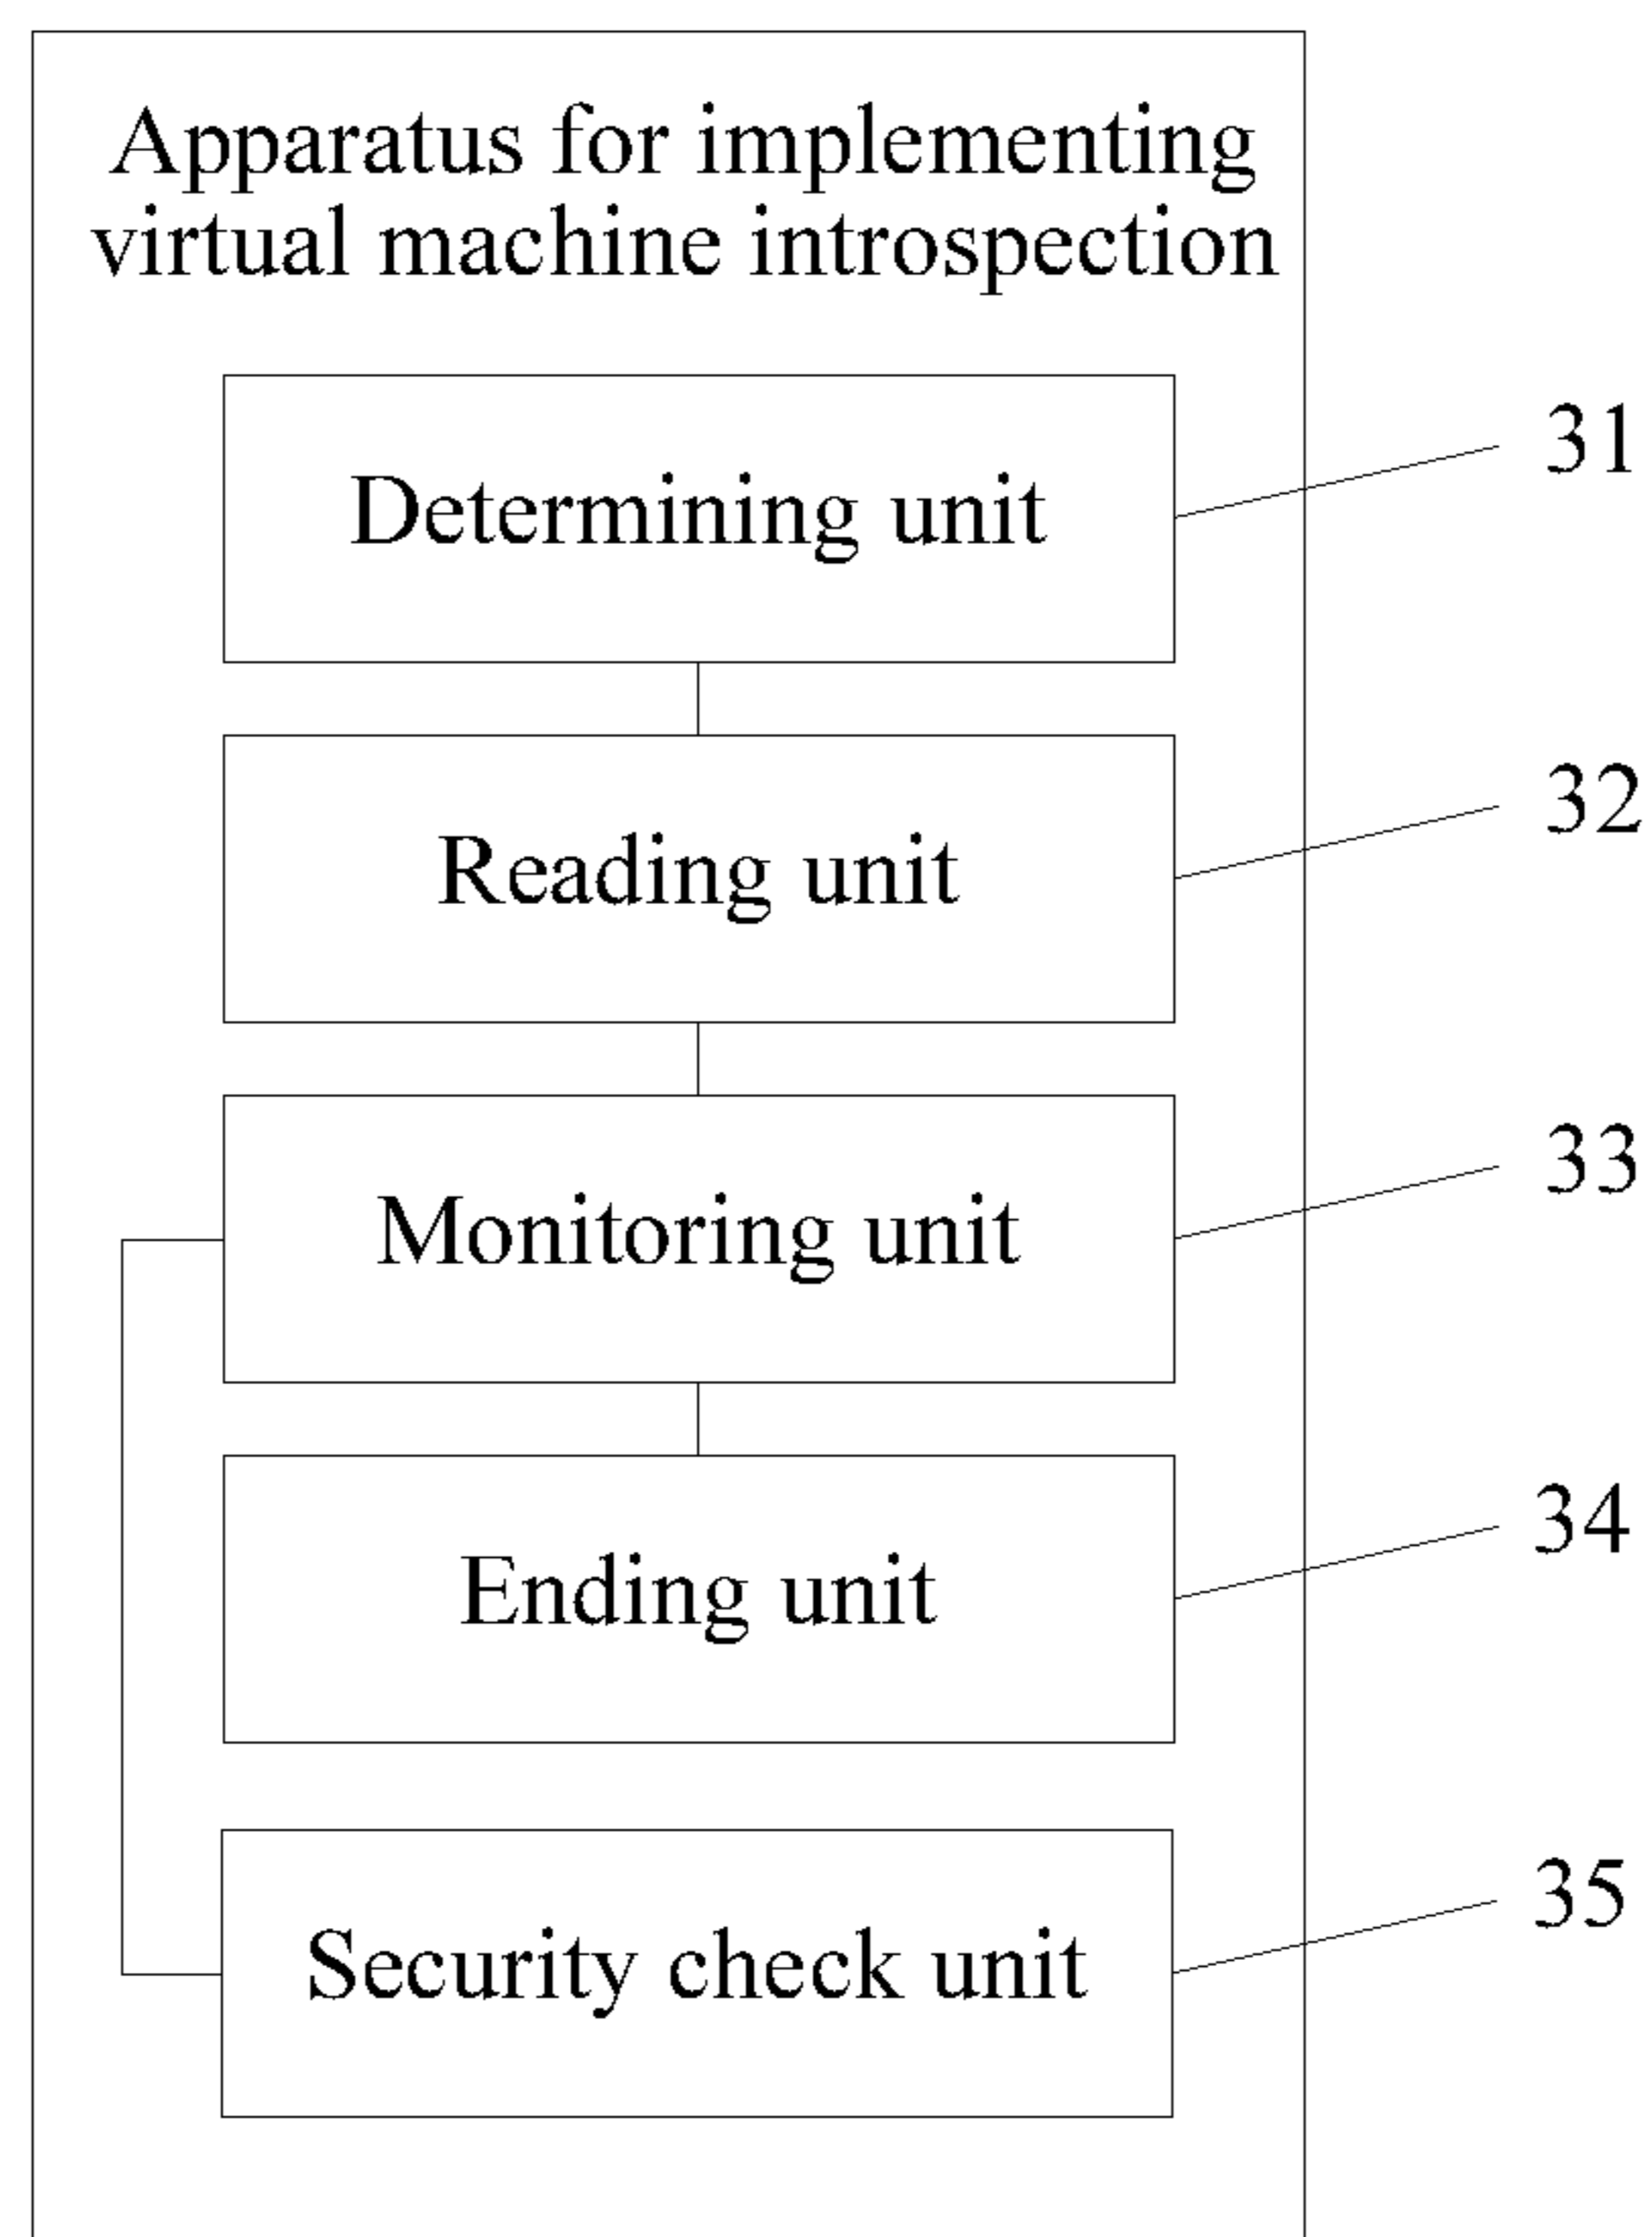 Apparatus for implementing
virtual machine introspection
Determining unit
31
Reading unit
32
Monitoring unit
33
Ending unit
34
Security check unit
35